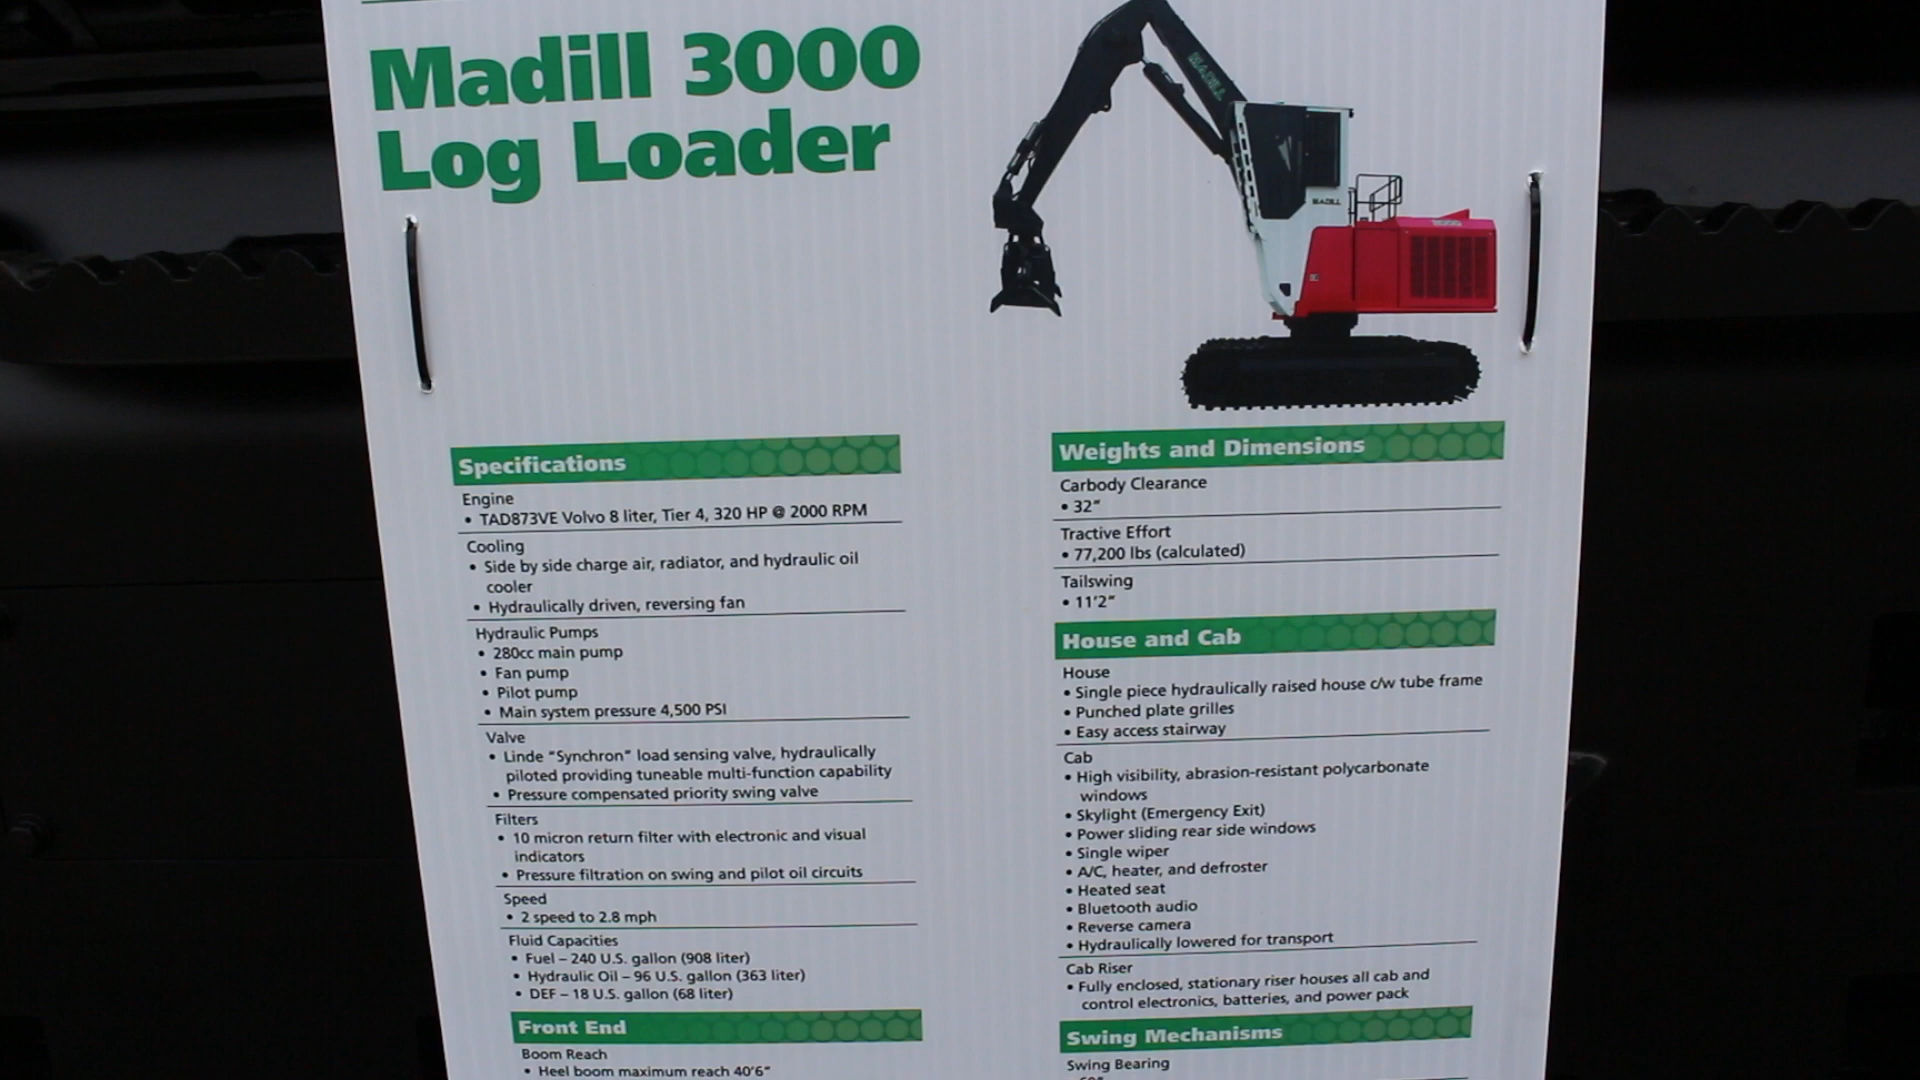 Madill 3000
Log Loader
MADILL
MADILL
3000
Specifications
Engine
• TAD873VE Volvo 8 liter, Tier 4, 320 HP @ 2000 RPM
Cooling
• Side by side charge air, radiator, and hydraulic oil
cooler
• Hydraulically driven, reversing fan
Hydraulic Pumps
• 280cc main pump
• Fan pump
• Pilot pump
• Main system pressure 4,500 PSI
Valve
• Linde "Synchron" load sensing valve, hydraulically
piloted providing tuneable multi-function capability
• Pressure compensated priority swing valve
Filters
• 10 micron return filter with electronic and visual
indicators
• Pressure filtration on swing and pilot oil circuits
Speed
• 2 speed to 2.8 mph
Fluid Capacities
• Fuel – 240 U.S. gallon (908 liter)
• Hydraulic Oil – 96 U.S. gallon (363 liter)
• DEF – 18 U.S. gallon (68 liter)
Front End
Boom Reach
• Heel boom maximum reach 40'6"
Weights and Dimensions
Carbody Clearance
• 32"
Tractive Effort
• 77,200 lbs (calculated)
Tailswing
• 11'2"
House and Cab
House
• Single piece hydraulically raised house c/w tube frame
• Punched plate grilles
• Easy access stairway
Cab
• High visibility, abrasion-resistant polycarbonate
windows
• Skylight (Emergency Exit)
• Power sliding rear side windows
• Single wiper
• A/C, heater, and defroster
• Heated seat
• Bluetooth audio
• Reverse camera
• Hydraulically lowered for transport
Cab Riser
• Fully enclosed, stationary riser houses all cab and
control electronics, batteries, and power pack
Swing Mechanisms
Swing Bearing